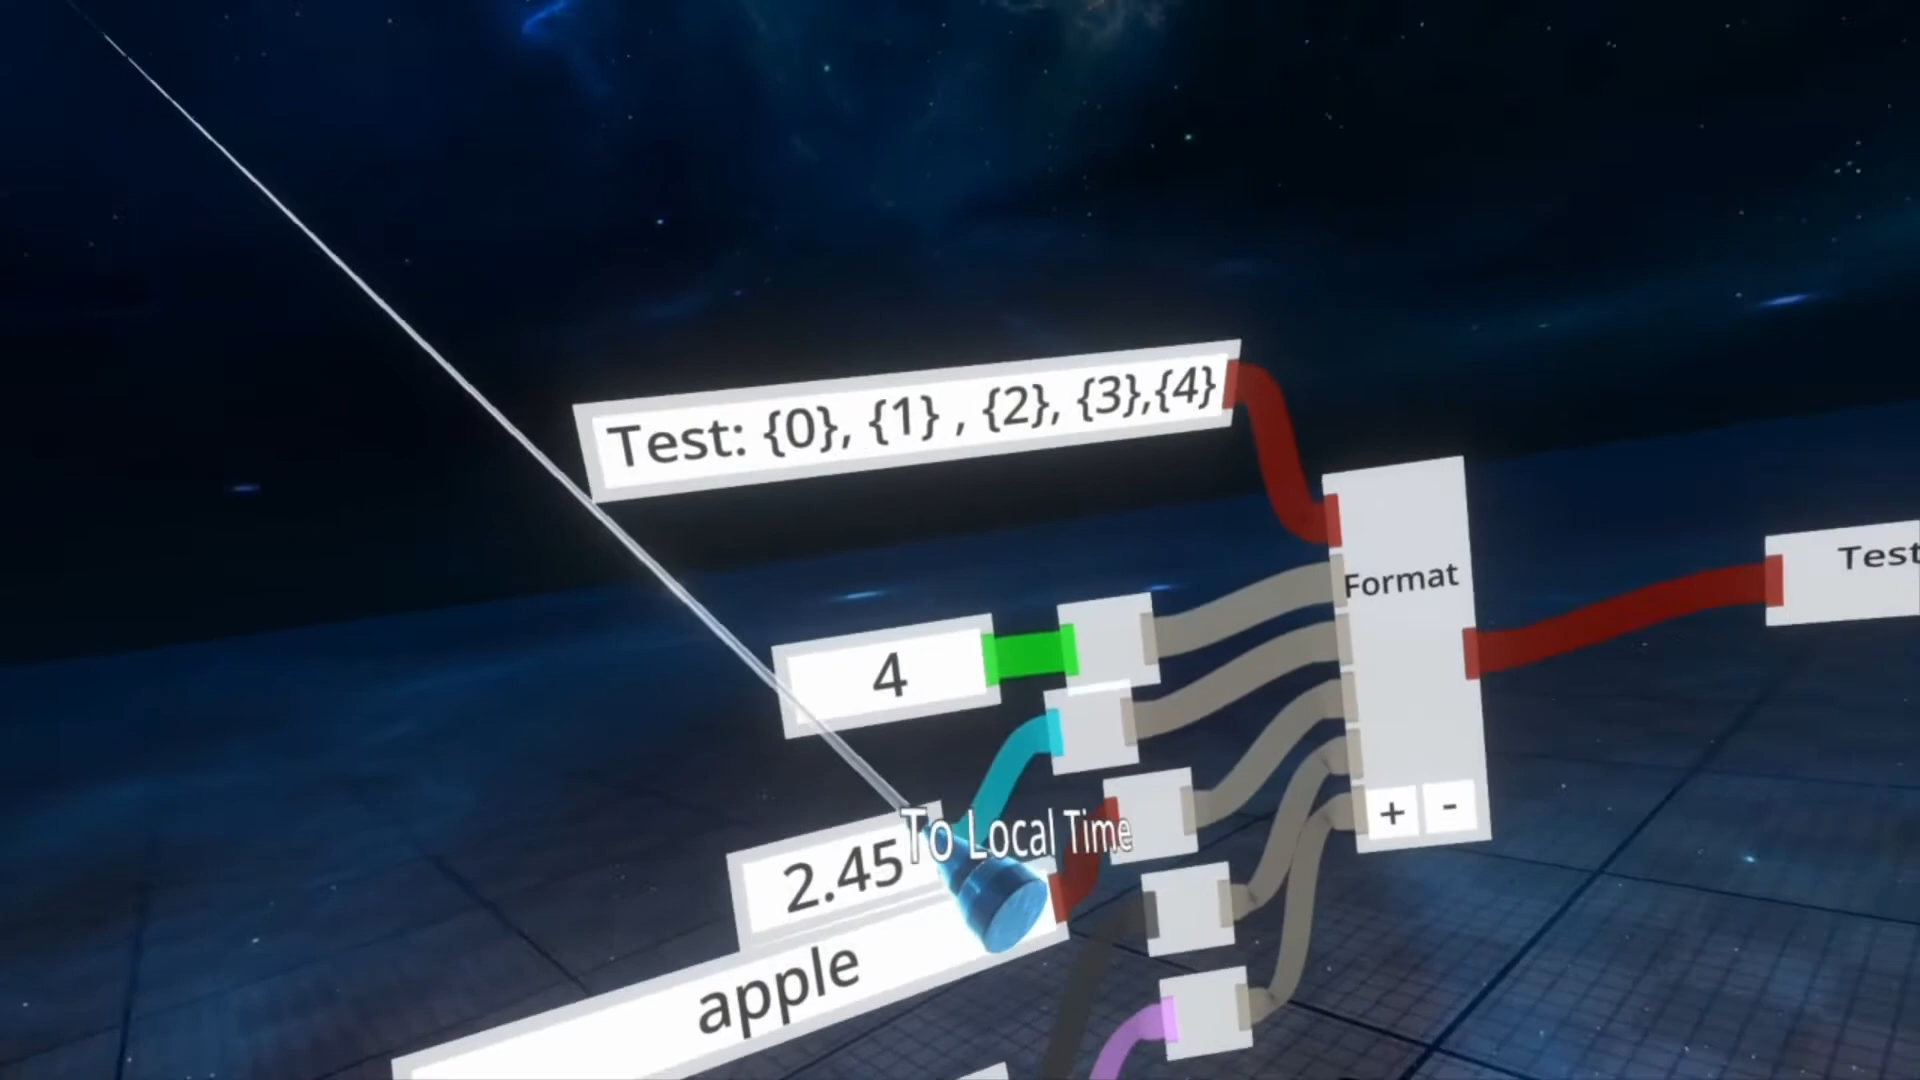 Test: {0}, {1} , {2}, {3},{4}
Format
Test
4
To Local Time
2.45
+ -
apple